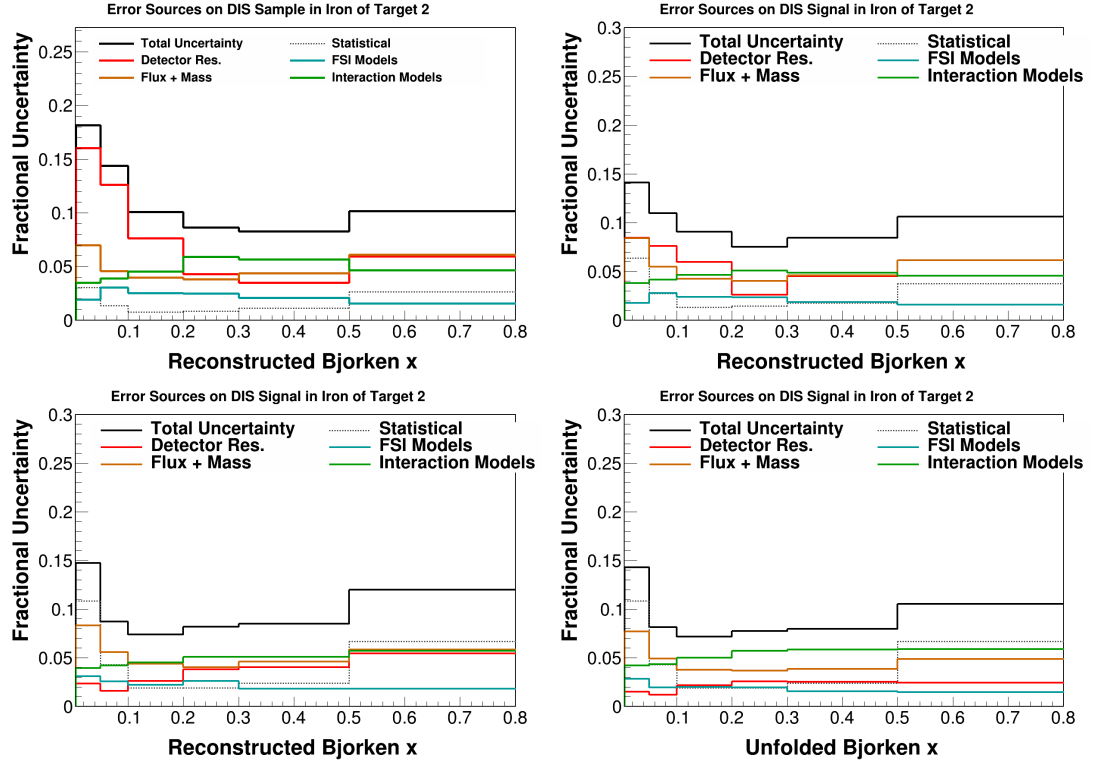 Error Sources on DIS Sample in Iron of Target 2
Fractional Uncertainty
0.25
0.2
0.15
0.1
0.05
0
Total Uncertainty
Detector Res.
Flux + Mass
Statistical
FSI Models
Interaction Models
0.1 0.2 0.3 0.4 0.5 0.6 0.7 0.8
Reconstructed Bjorken x
Error Sources on DIS Signal in Iron of Target 2
Fractional Uncertainty
0.3
0.25
0.2
0.15
0.1
0.05
0
Total Uncertainty
Detector Res.
Flux + Mass
Statistical
FSI Models
Interaction Models
0.1 0.2 0.3 0.4 0.5 0.6 0.7 0.8
Reconstructed Bjorken x
Error Sources on DIS Signal in Iron of Target 2
Fractional Uncertainty
0.3
0.25
0.2
0.15
0.1
0.05
0
Total Uncertainty
Detector Res.
Flux + Mass
Statistical
FSI Models
Interaction Models
0.1 0.2 0.3 0.4 0.5 0.6 0.7 0.8
Reconstructed Bjorken x
Error Sources on DIS Signal in Iron of Target 2
Fractional Uncertainty
0.3
0.25
0.2
0.15
0.1
0.05
0
Total Uncertainty
Detector Res.
Flux + Mass
Statistical
FSI Models
Interaction Models
0.1 0.2 0.3 0.4 0.5 0.6 0.7 0.8
Unfolded Bjorken x